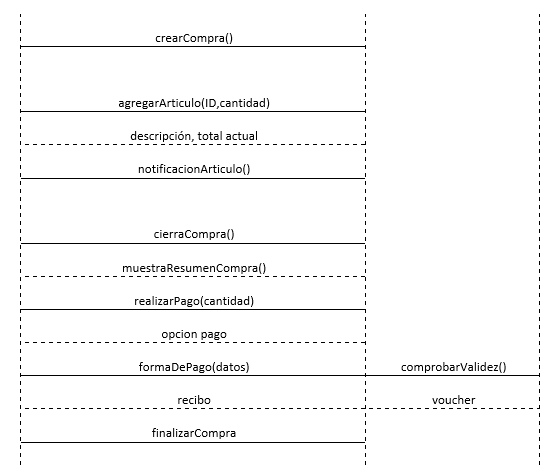 crearCompra()
agregarArticulo(ID,cantidad)
descripción, total actual
notificacionArticulo()
cierraCompra()
muestraResumenCompra()
realizarPago(cantidad)
opcion pago
formaDePago(datos)
comprobarValidez()
recibo
voucher
finalizarCompra